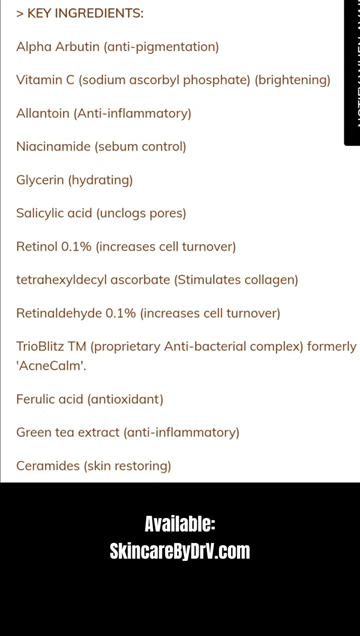 > KEY INGREDIENTS:
Alpha Arbutin (anti-pigmentation)
Vitamin C (sodium ascorbyl phosphate) (brightening)
Allantoin (Anti-inflammatory)
Niacinamide (sebum control)
Glycerin (hydrating)
Salicylic acid (unclogs pores)
Retinol 0.1% (increases cell turnover)
tetrahexyldecyl ascorbate (Stimulates collagen)
Retinaldehyde 0.1% (increases cell turnover)
TrioBlitz TM (proprietary Anti-bacterial complex) formerly
'AcneCalm'.
Ferulic acid (antioxidant)
Green tea extract (anti-inflammatory)
Ceramides (skin restoring)
Available:
SkincareByDrV.com